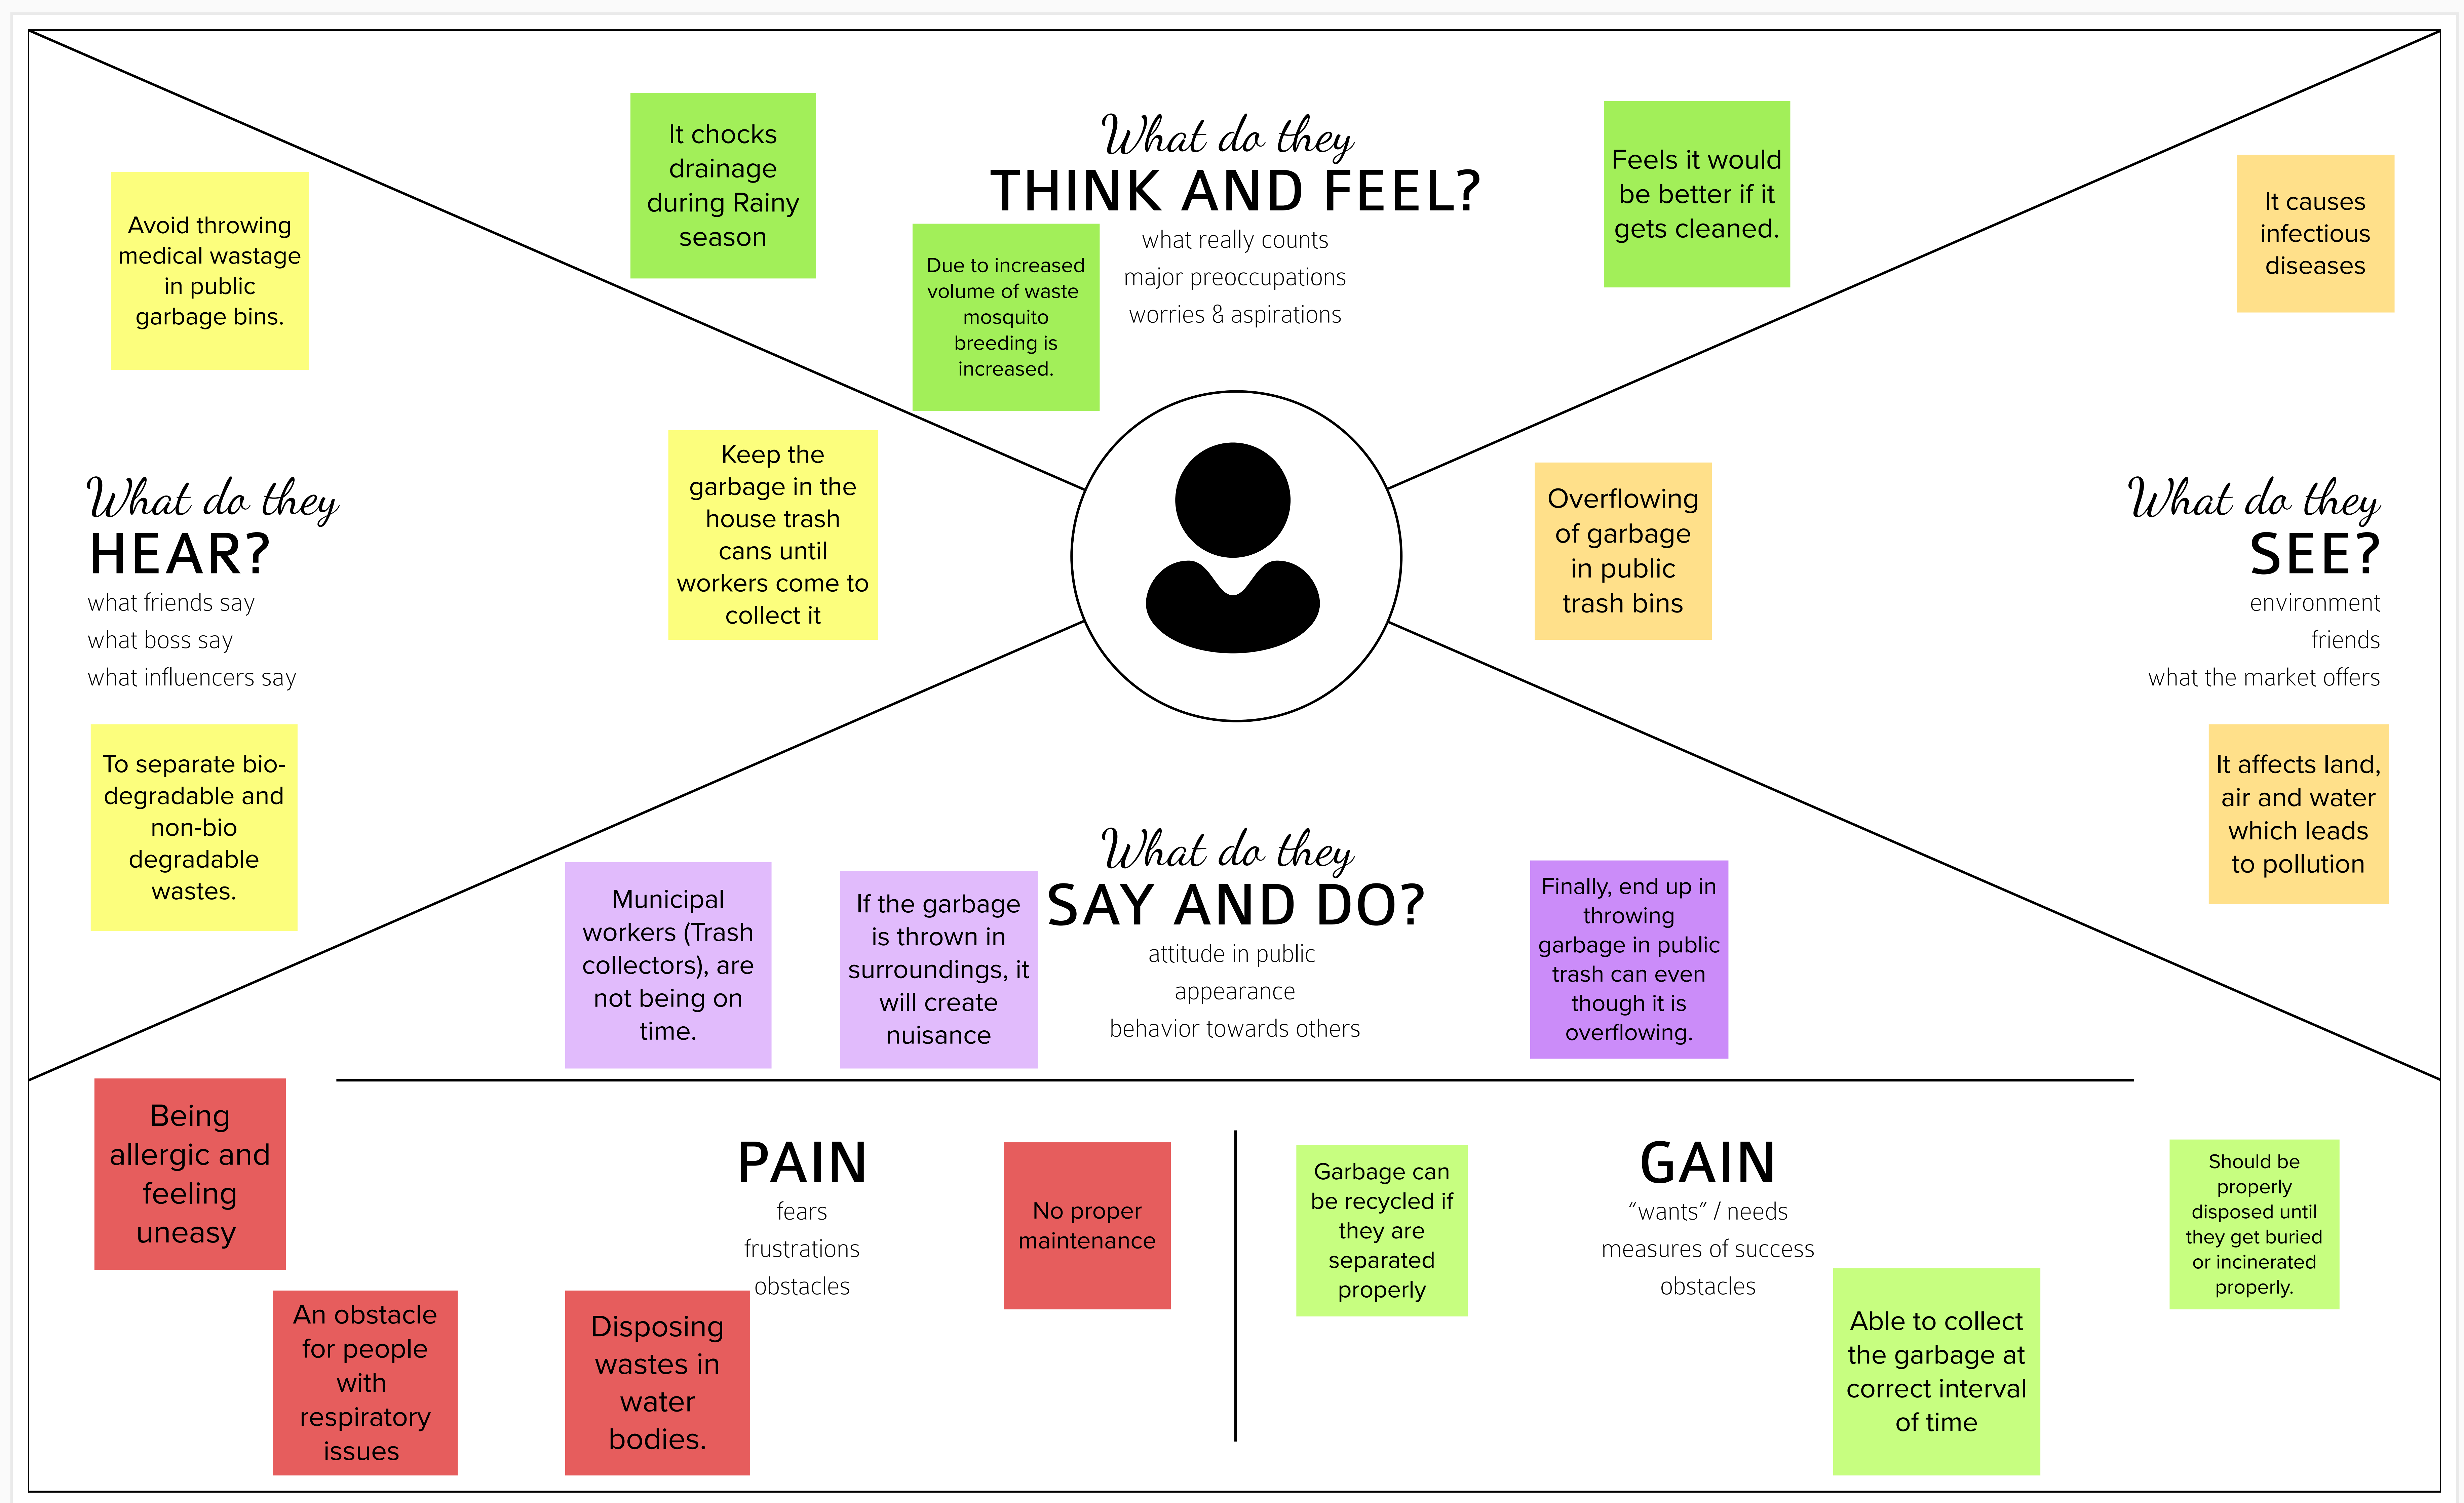 What do they
THINK AND FEEL?
what really counts
major preoccupations
worries & aspirations
It chocks
drainage
during Rainy
season
Due to increased
volume of waste
mosquito
breeding is
increased.
Feels it would
be better if it
gets cleaned.
Avoid throwing
medical wastage
in public
garbage bins.
Keep the
garbage in the
house trash
cans until
workers come to
collect it
What do they
HEAR?
what friends say
what boss say
what influencers say
To separate bio-
degradable and
non-bio
degradable
wastes.
It causes
infectious
diseases
Overflowing
of garbage
in public
trash bins
What do they
SEE?
environment
friends
what the market offers
It affects land,
air and water
which leads
to pollution
What do they
SAY AND DO?
attitude in public
appearance
behavior towards others
Municipal
workers (Trash
collectors), are
not being on
time.
If the garbage
is thrown in
surroundings, it
will create
nuisance
Finally, end up in
throwing
garbage in public
trash can even
though it is
overflowing.
Being
allergic and
feeling
uneasy
PAIN
fears
frustrations
obstacles
No proper
maintenance
An obstacle
for people
with
respiratory
issues
Disposing
wastes in
water
bodies.
Garbage can
be recycled if
they are
separated
properly
GAIN
“wants” / needs
measures of success
obstacles
Able to collect
the garbage at
correct interval
of time
Should be
properly
disposed until
they get buried
or incinerated
properly.